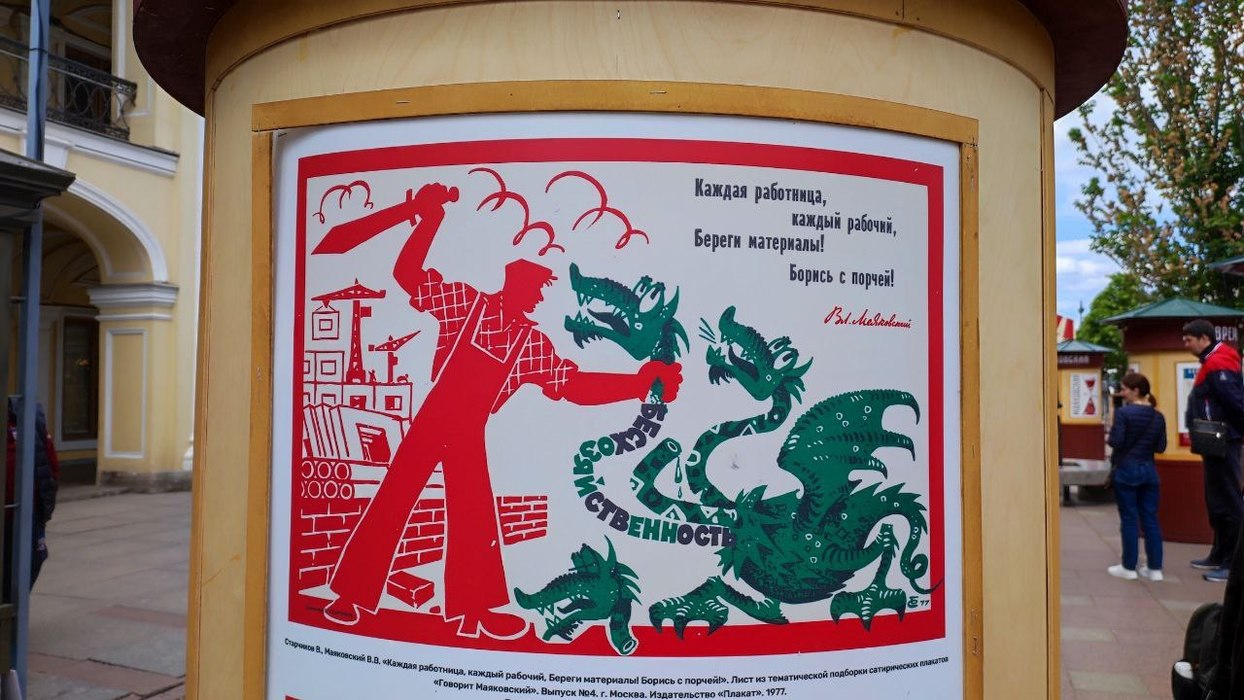 Каждая работница,
каждый рабочий,
Береги материалы!
Борись с порчей!
Вл. Маяковский
БЕСХОЗЯЙСТВЕННОСТЬ
77
Старчиков В., Маяковский В.В. «Каждая работница, каждый рабочий, Береги материалы! Борись с порчей!». Лист из тематической подборки сатирических плакатов
«Говорит Маяковский». Выпуск №4. г. Москва. Издательство «Плакат». 1977.